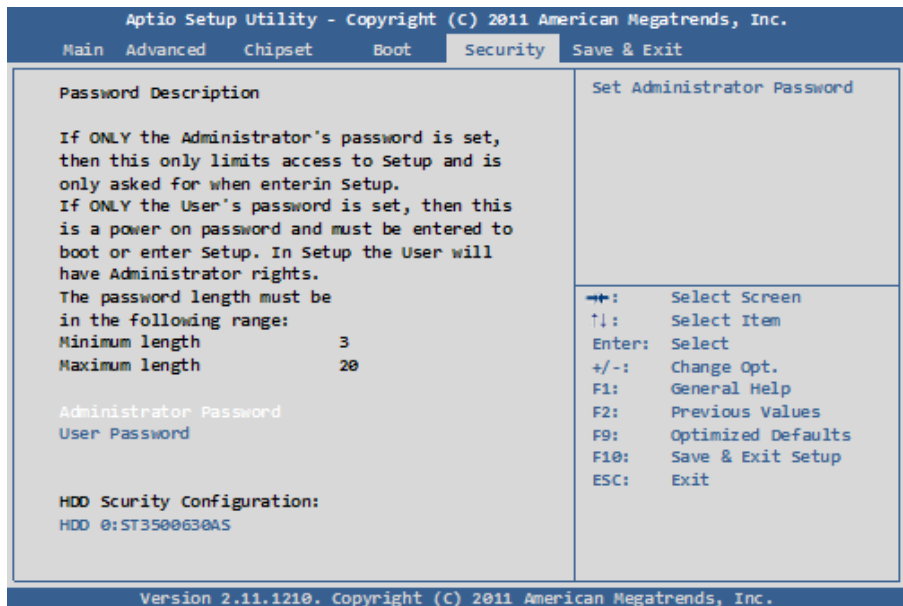 Aptio Setup Utility - Copyright (C) 2011 American Megatrends, Inc.
Main Advanced Chipset Boot Security Save & Exit
Password Description
If ONLY the Administrator's password is set,
then this only limits access to Setup and is
only asked for when enterin Setup.
If ONLY the User's password is set, then this
is a power on password and must be entered to
boot or enter Setup. In Setup the User will
have Administrator rights.
The password length must be
in the following range:
Minimum length 3
Maximum length 20
Administrator Password
User Password
HDD Scurity Configuration:
HDD 0:ST3500630AS
Set Administrator Password
→←: Select Screen
↑↓: Select Item
Enter: Select
+/-: Change Opt.
F1: General Help
F2: Previous Values
F9: Optimized Defaults
F10: Save & Exit Setup
ESC: Exit
Version 2.11.1210. Copyright (C) 2011 American Megatrends, Inc.